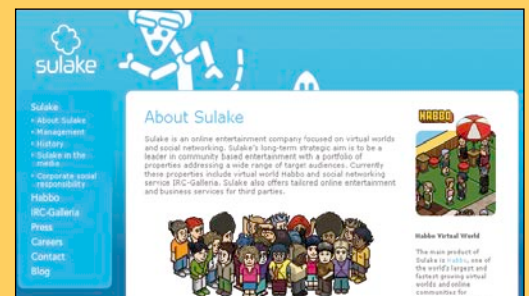 sulake
Sulake
• About Sulake
• Management
• History
• Sulake in the
media
• Corporate social
responsibility
Habbo
IRC-Galleria
Press
Careers
Contact
Blog
About Sulake
Sulake is an online entertainment company focused on virtual worlds
and social networking. Sulake's long-term strategic aim is to be a
leader in community based entertainment with a portfolio of
properties addressing a wide range of target audiences. Currently
these properties include virtual world Habbo and social networking
service IRC-Galleria. Sulake also offers tailored online entertainment
and business services for third parties.
HABBO
Habbo Virtual World
The main product of
Sulake is Habbo, one of
the world's largest and
fastest growing virtual
worlds and online
communities for